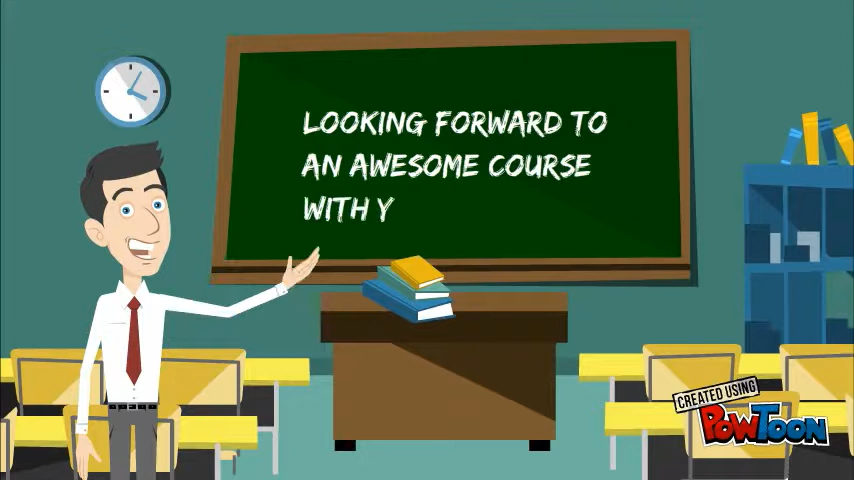 LOOKING FORWARD TO
AN AWESOME COURSE
WITH Y
CREATED USING
POWTOON